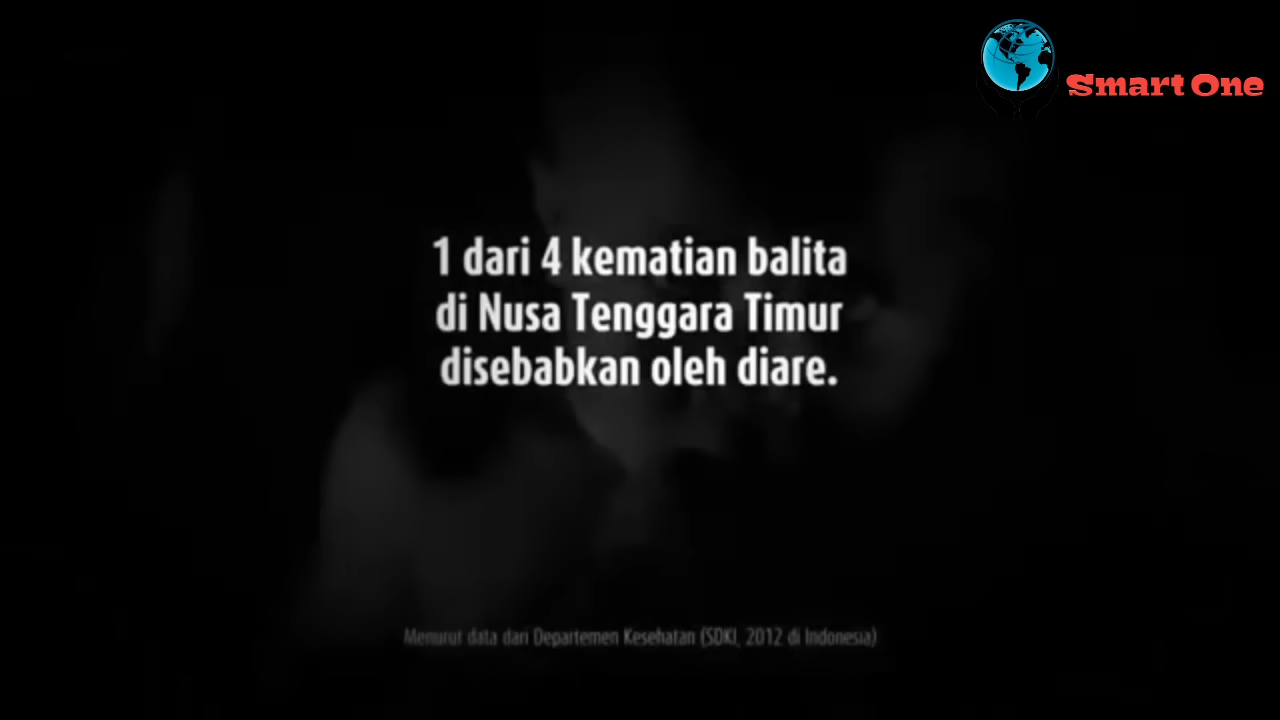 Smart One
1 dari 4 kematian balita
di Nusa Tenggara Timur
disebabkan oleh diare.
Menurut data dari Departemen Kesehatan (SDKI, 2012 di Indonesia)